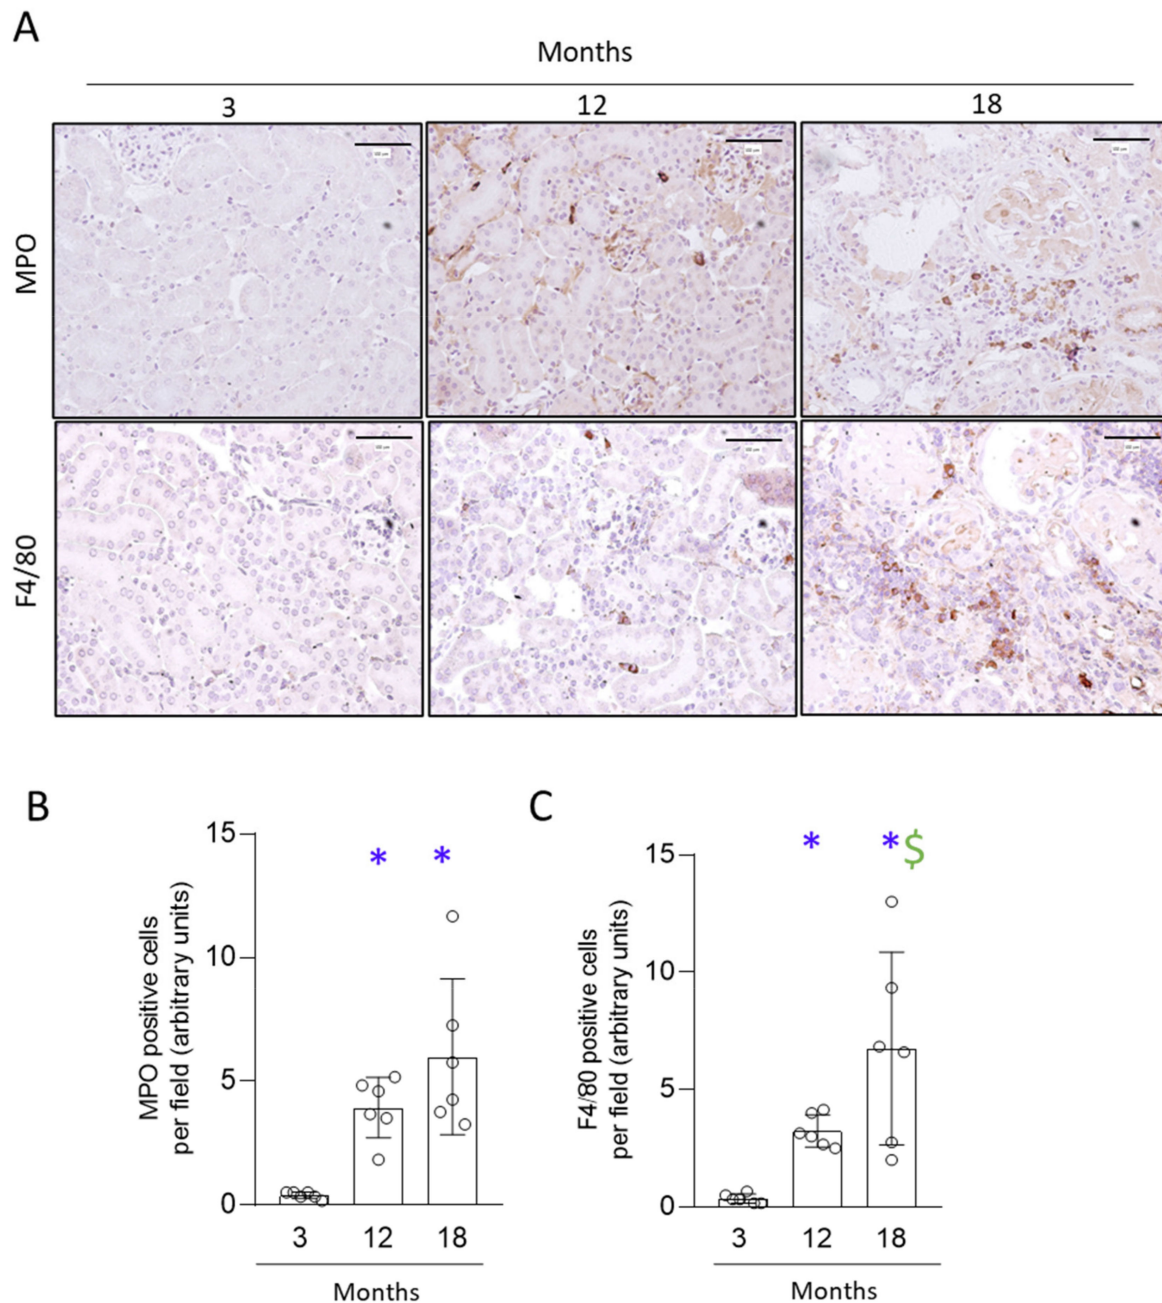 A
Months
3 12 18
MPO
F4/80
B
MPO positive cells
per field (arbitrary units)
15
* *
10
5
0
3 12 18
Months
C
F4/80 positive cells
per field (arbitrary units)
* *$
15
10
5
0
3 12 18
Months